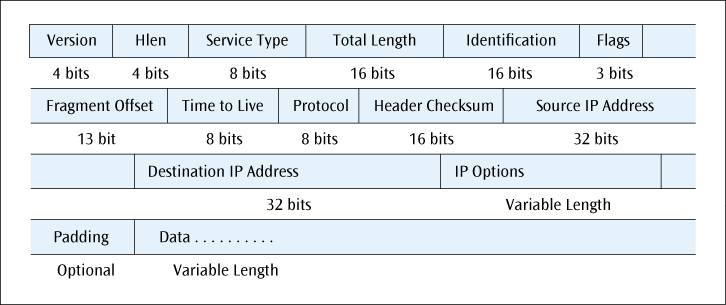 Version Hlen Service Type Total Length Identification Flags
4 bits 4 bits 8 bits 16 bits 16 bits 3 bits
Fragment Offset Time to Live Protocol Header Checksum Source IP Address
13 bit 8 bits 8 bits 16 bits 32 bits
Destination IP Address IP Options
32 bits Variable Length
Padding Data . . . . . . . . . .
Optional Variable Length